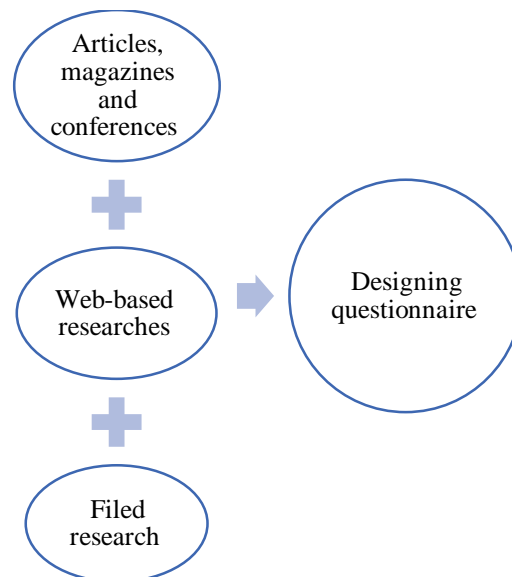 Articles,
magazines
and
conferences
Web-based
researches
Designing
questionnaire
Filed
research